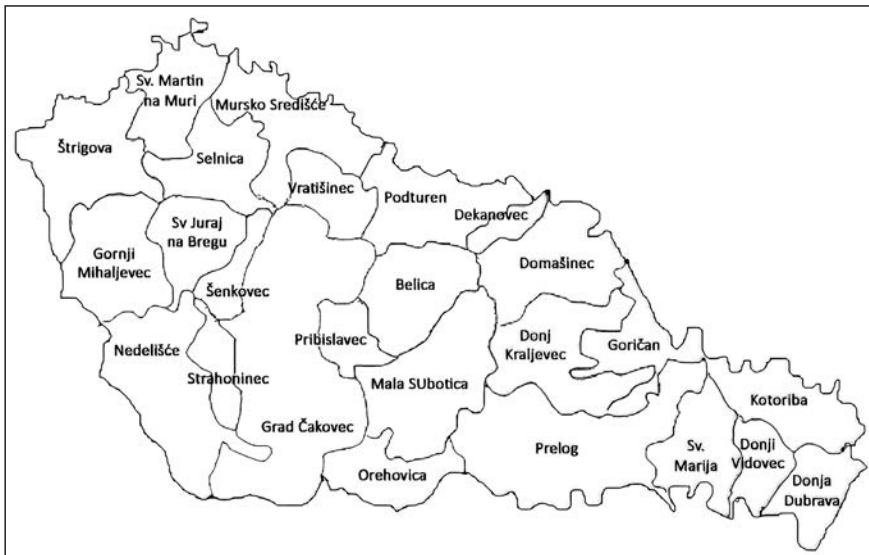 Sv. Martin
na Muri
Mursko Središće
Štrigova
Selnica
Vratišinec
Podturen
Dekanovec
Sv Juraj
na Bregu
Gornji
Mihaljevec
Domašinec
Šenkovec
Belica
Nedelišće
Pribislavec
Donj
Kraljevec
Goričan
Strahoninec
Mala SUbotica
Kotoriba
Grad Čakovec
Prelog
Sv.
Marija
Donji
Vidovec
Orehovica
Donja
Dubrava